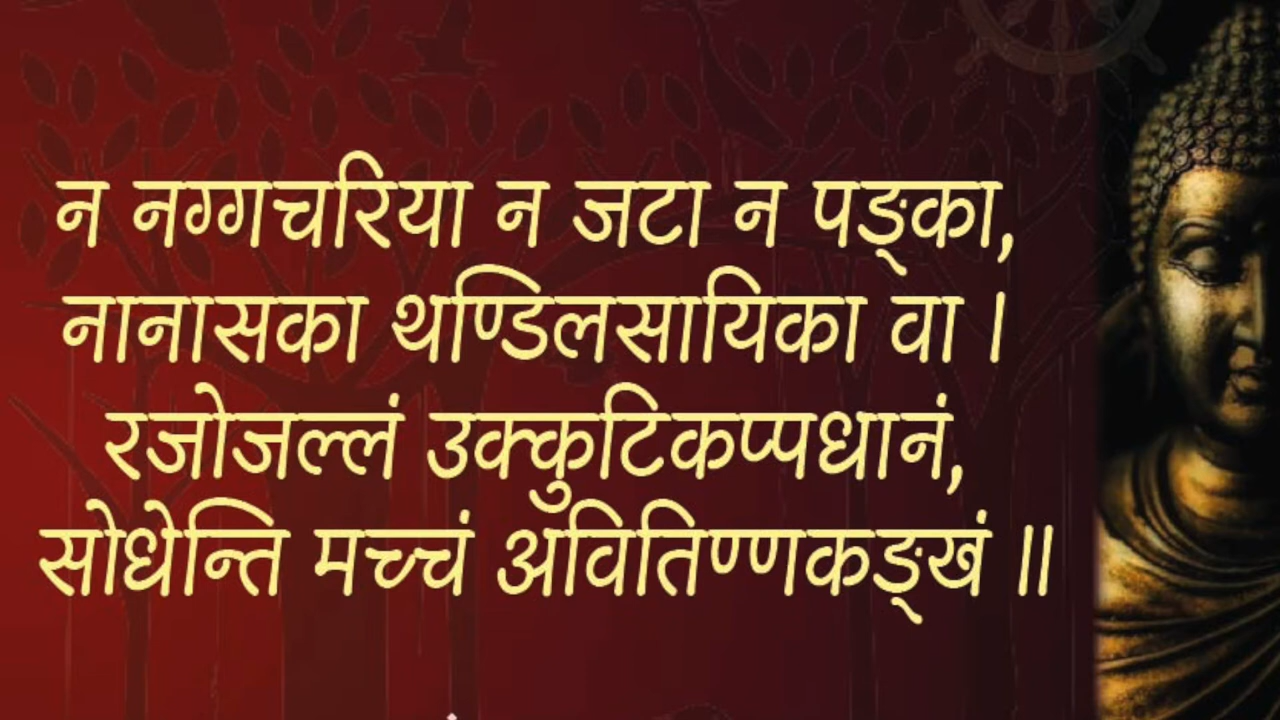 न नग्गचरिया न जटा न पङ्का,
नानासका थण्डिलसायिका वा ।
रजोजल्लं उक्कुटिकप्पधानं,
सोधेन्ति मच्चं अवितिण्णकङ्खं ॥